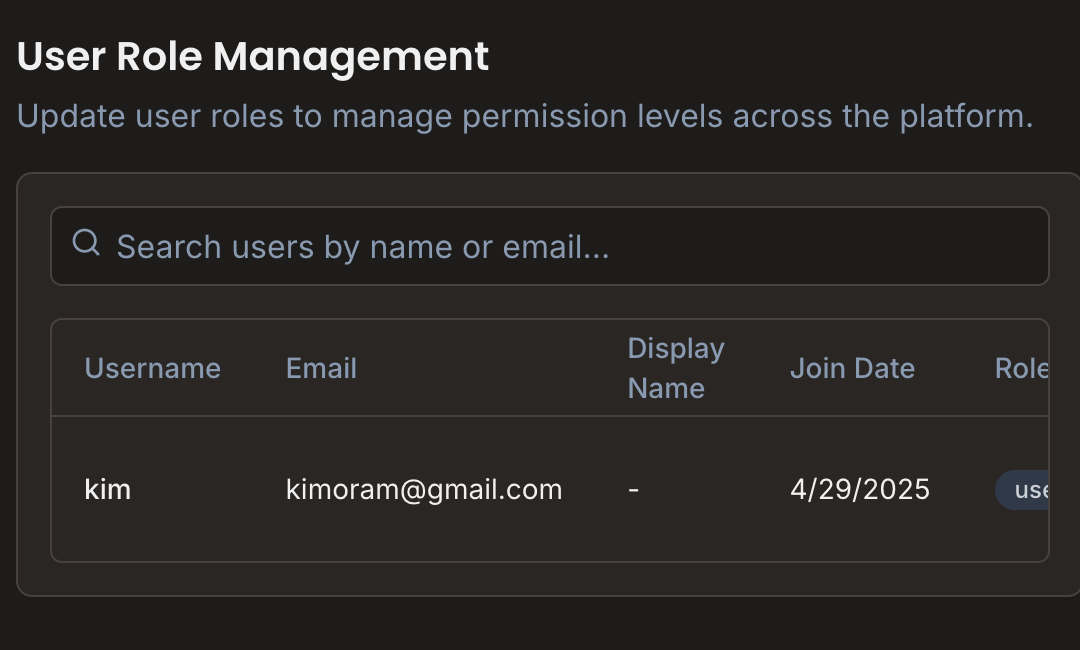 User Role Management
Update user roles to manage permission levels across the platform.
Search users by name or email...
Username Email Display Name Join Date Role
kim kimoram@gmail.com - 4/29/2025